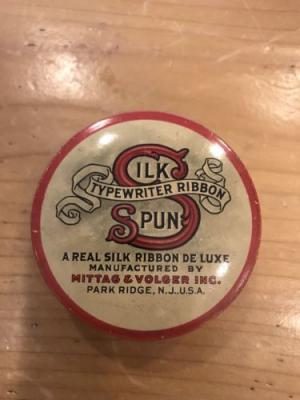 SILK
TYPEWRITER RIBBON
SPUN
A REAL SILK RIBBON DE LUXE
MANUFACTURED BY
MITTAG & VOLGER INC.
PARK RIDGE, N.J.U.S.A.